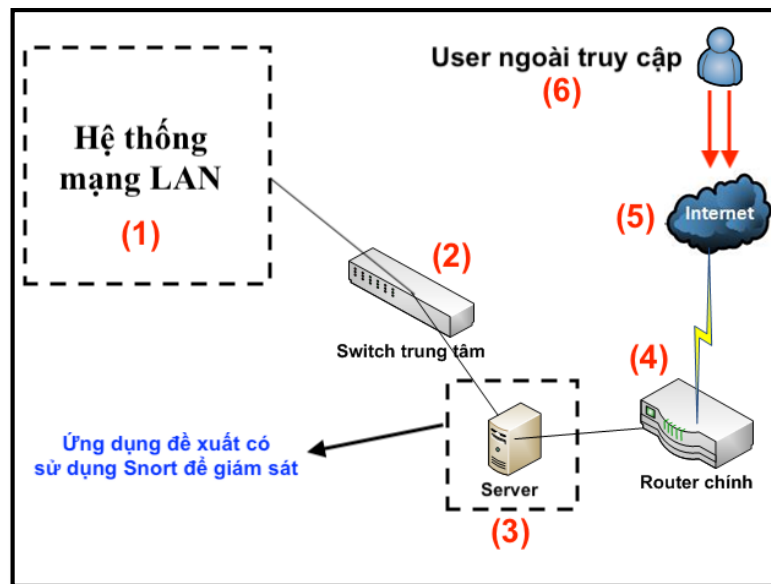 User ngoài truy cập
(6)
Hệ thống
mạng LAN
(1)
Internet
(5)
(2)
Switch trung tâm
(4)
Router chính
Ứng dụng đề xuất có
sử dụng Snort để giám sát
Server
(3)